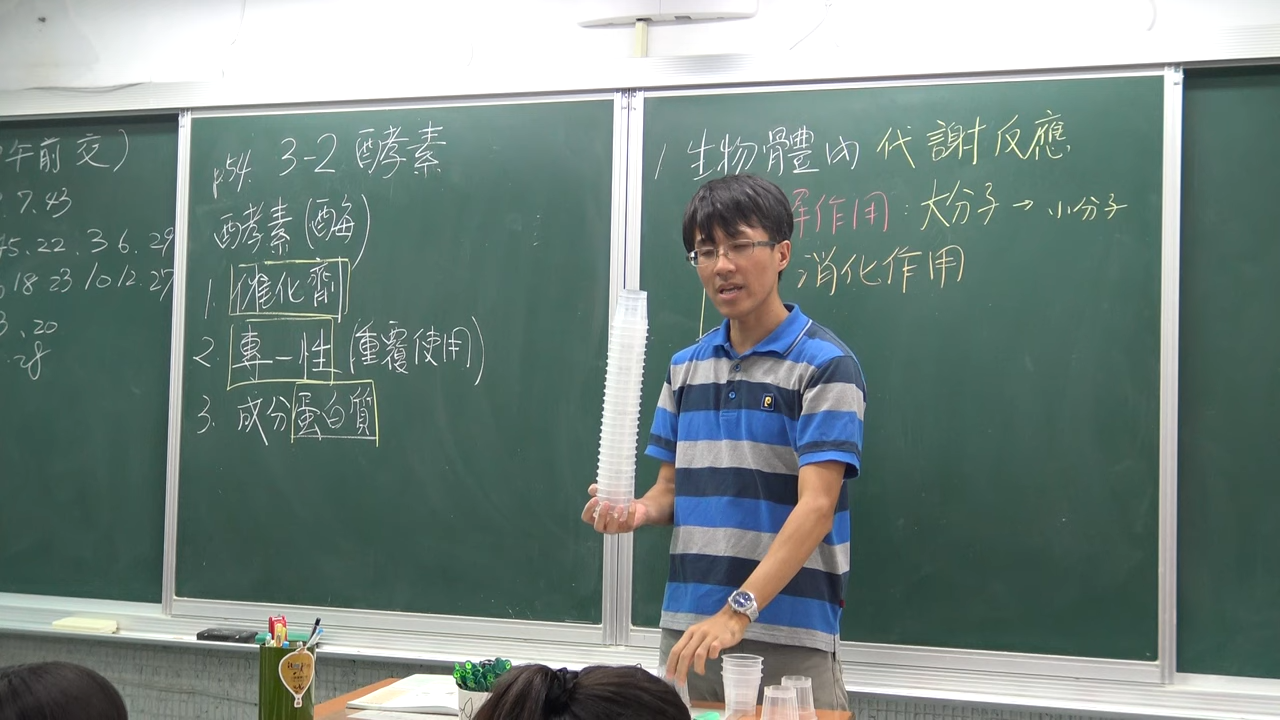 午前 交)
7.43
45.22.36.29
18 23 10 12.27
3、20
28
p54. 3-2 酵素
酵素(酶)
1. 催化劑
2. 專一性 (重覆使用)
3. 成分蛋白質
1 生物體內 代謝反應
作用:大分子→小分子
消化作用